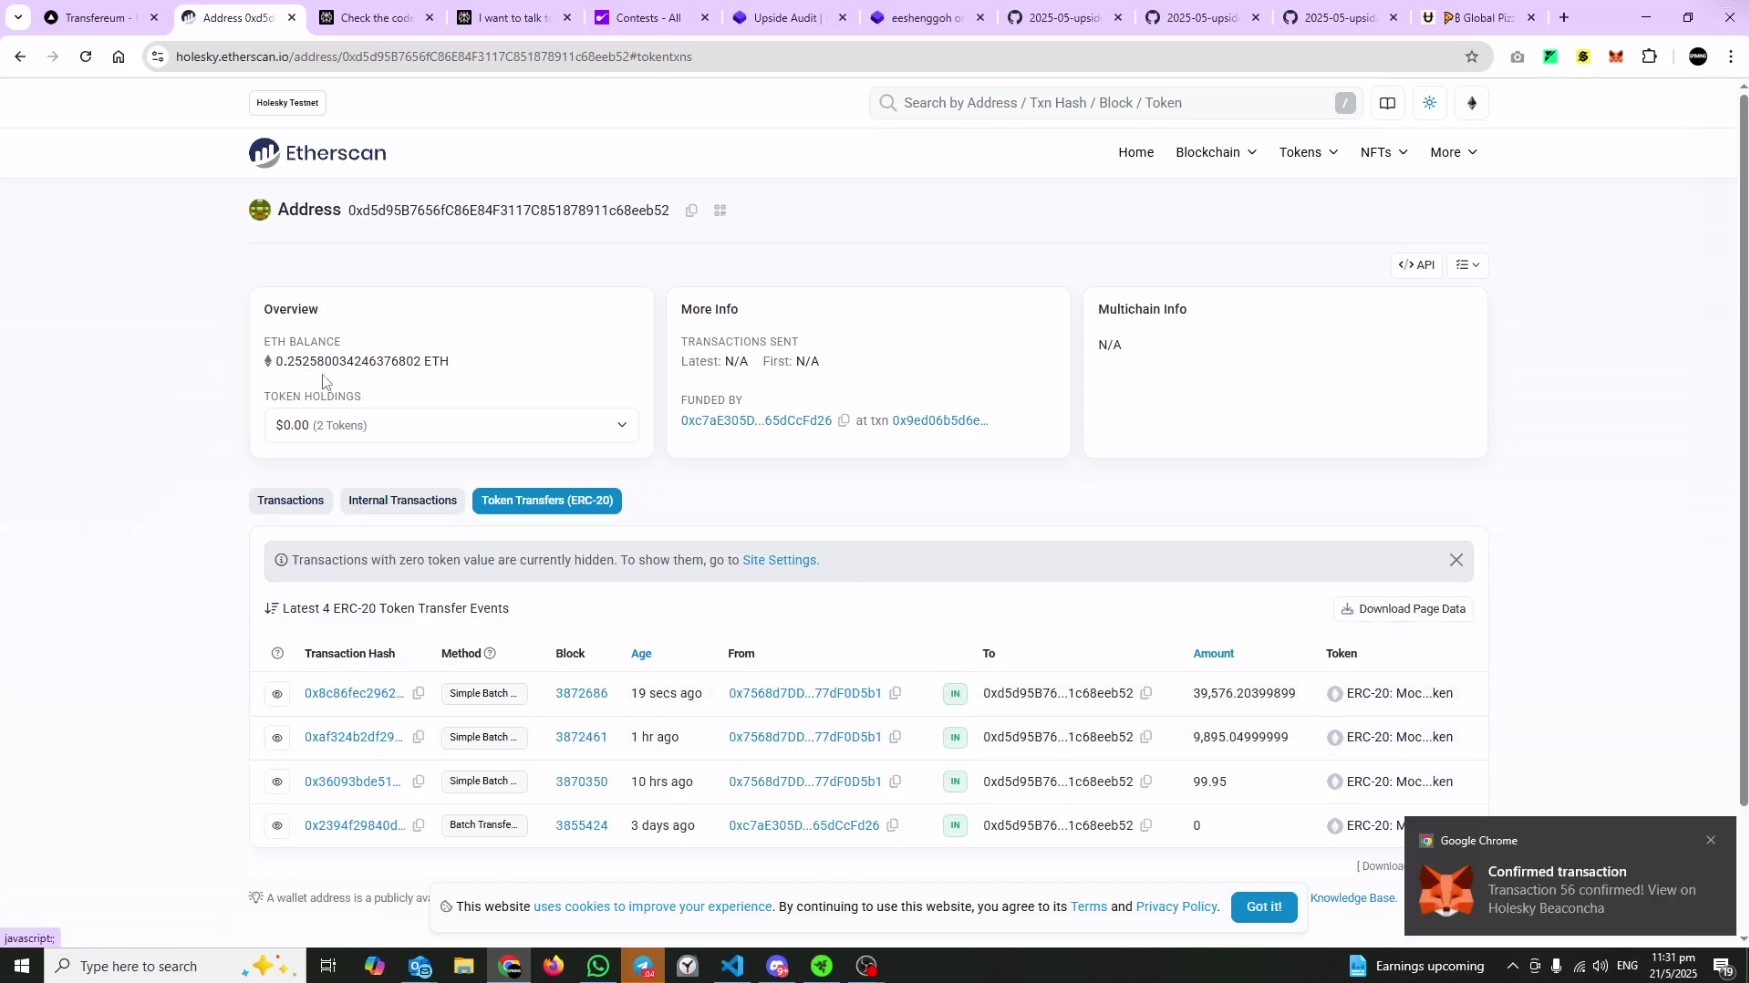 Transfereum -
Address 0xd5d
Check the code
I want to talk t
Contests - All
Upside Audit |
eeshenggoh o
2025-05-upsid
2025-05-upsid
2025-05-upsid
Global Piz
holesky.etherscan.io/address/0xd5d95B7656fC86E84F3117C851878911c68eeb52#tokentxns
Holesky Testnet
Search by Address / Txn Hash / Block / Token /
Etherscan
Home Blockchain Tokens NFTs More
Address 0xd5d95B7656fC86E84F3117C851878911c68eeb52
</> API
Overview
ETH BALANCE
0.252580034246376802 ETH
TOKEN HOLDINGS
$0.00 (2 Tokens)
More Info
TRANSACTIONS SENT
Latest: N/A First: N/A
FUNDED BY
0xc7aE305D...65dCcFd26 at txn 0x9ed06b5d6e...
Multichain Info
N/A
Transactions Internal Transactions Token Transfers (ERC-20)
Transactions with zero token value are currently hidden. To show them, go to Site Settings.
Latest 4 ERC-20 Token Transfer Events
Download Page Data
Transaction Hash Method Block Age From To Amount Token
0x8c86fec2962... Simple Batch ... 3872686 19 secs ago 0x7568d7DD...77dF0D5b1 IN 0xd5d95B76...1c68eeb52 39,576.20399899 ERC-20: Moc...ken
0xaf324b2df29... Simple Batch ... 3872461 1 hr ago 0x7568d7DD...77dF0D5b1 IN 0xd5d95B76...1c68eeb52 9,895.04999999 ERC-20: Moc...ken
0x36093bde51... Simple Batch ... 3870350 10 hrs ago 0x7568d7DD...77dF0D5b1 IN 0xd5d95B76...1c68eeb52 99.95 ERC-20: Moc...ken
0x2394f29840d... Batch Transfe... 3855424 3 days ago 0xc7aE305D...65dCcFd26 IN 0xd5d95B76...1c68eeb52 0 ERC-20: M
[ Downloa
A wallet address is a publicly ava
Knowledge Base.
This website uses cookies to improve your experience. By continuing to use this website, you agree to its Terms and Privacy Policy. Got it!
Google Chrome
Confirmed transaction
Transaction 56 confirmed! View on
Holesky Beaconcha
javascript:;
Type here to search
.04
9+
Earnings upcoming
ENG
11:31 pm
21/5/2025
19